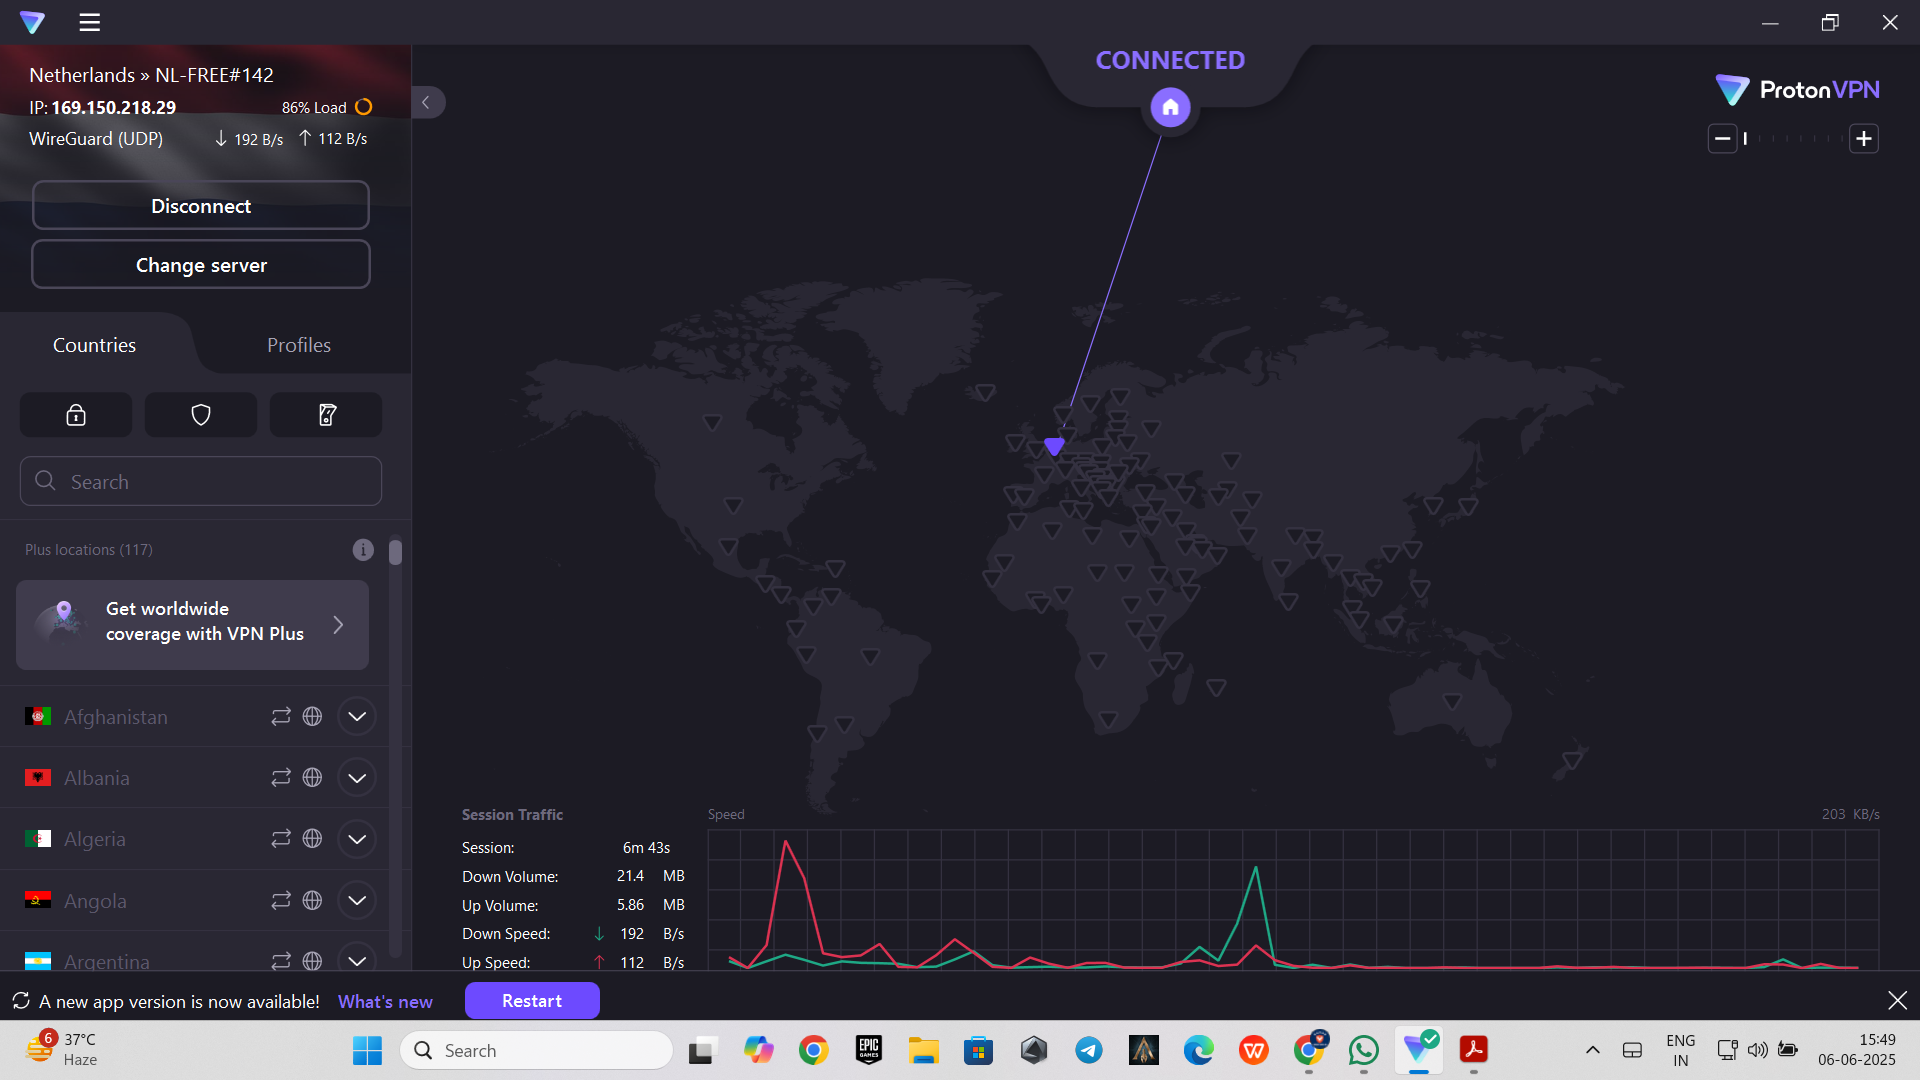 Netherlands » NL-FREE#142
IP: 169.150.218.29
86% Load
WireGuard (UDP)
192 B/s
112 B/s
Disconnect
Change server
Countries
Profiles
Search
Plus locations (117)
Get worldwide
coverage with VPN Plus
Afghanistan
Albania
Algeria
Angola
Argentina
CONNECTED
ProtonVPN
Session Traffic
Session: 6m 43s
Down Volume: 21.4 MB
Up Volume: 5.86 MB
Down Speed: 192 B/s
Up Speed: 112 B/s
Speed
203 KB/s
A new app version is now available!
What's new
Restart
6
37°C
Haze
Search
EPIC
GAMES
ENG
IN
15:49
06-06-2025